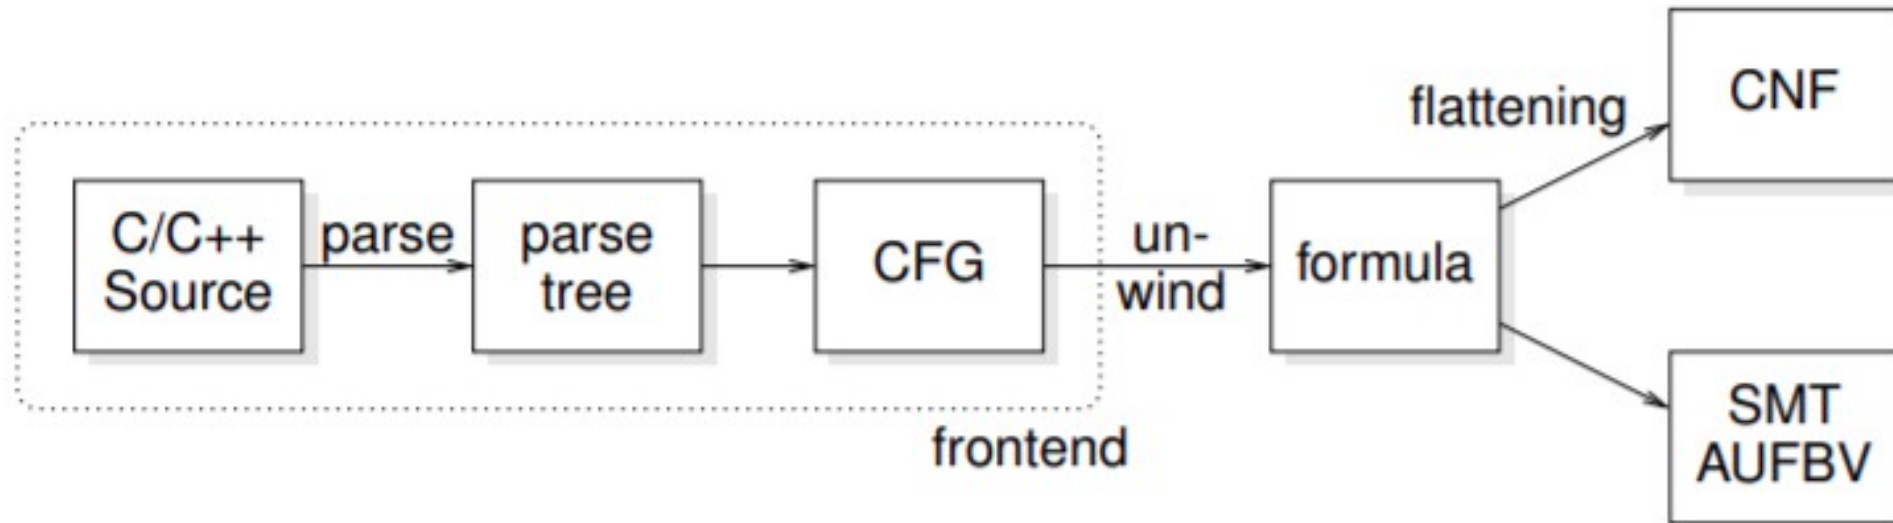 C/C++
Source
parse
parse
tree
CFG
un-
wind
formula
flattening
CNF
SMT
AUFBV
frontend